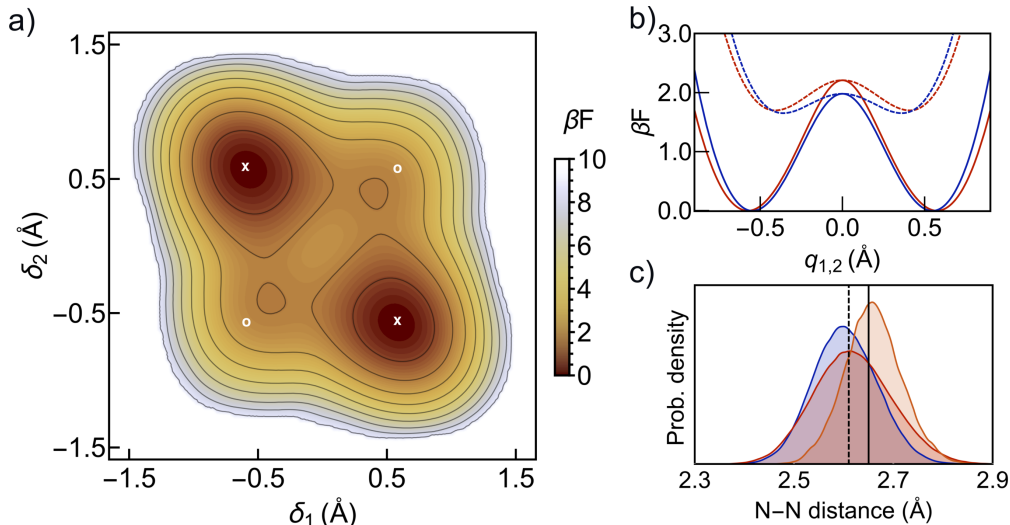 a)
1.5
0.5
−0.5
−1.5
δ2 (Å)
x
o
o
x
−1.5
−0.5
0.5
1.5
δ1 (Å)
βF
10
8
6
4
2
0
b)
3.0
2.0
1.0
0.0
βF
−0.5
0.0
0.5
q1,2 (Å)
c)
Prob. density
2.3
2.5
2.7
2.9
N−N distance (Å)